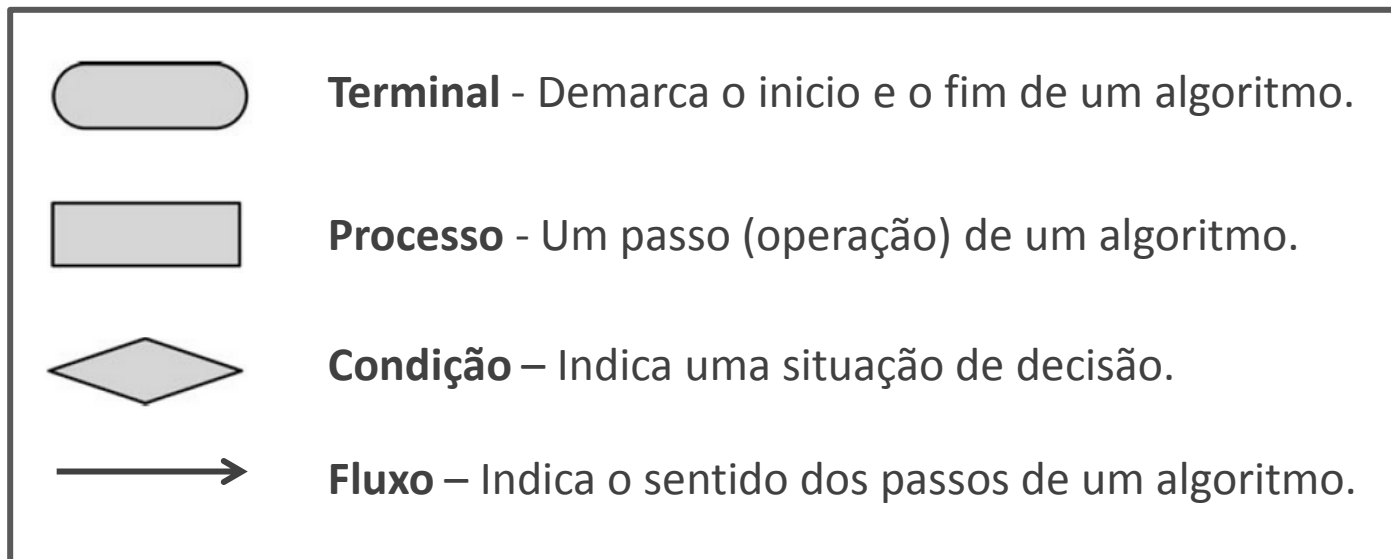 Terminal - Demarca o inicio e o fim de um algoritmo.
Processo - Um passo (operação) de um algoritmo.
Condição – Indica uma situação de decisão.
Fluxo – Indica o sentido dos passos de um algoritmo.